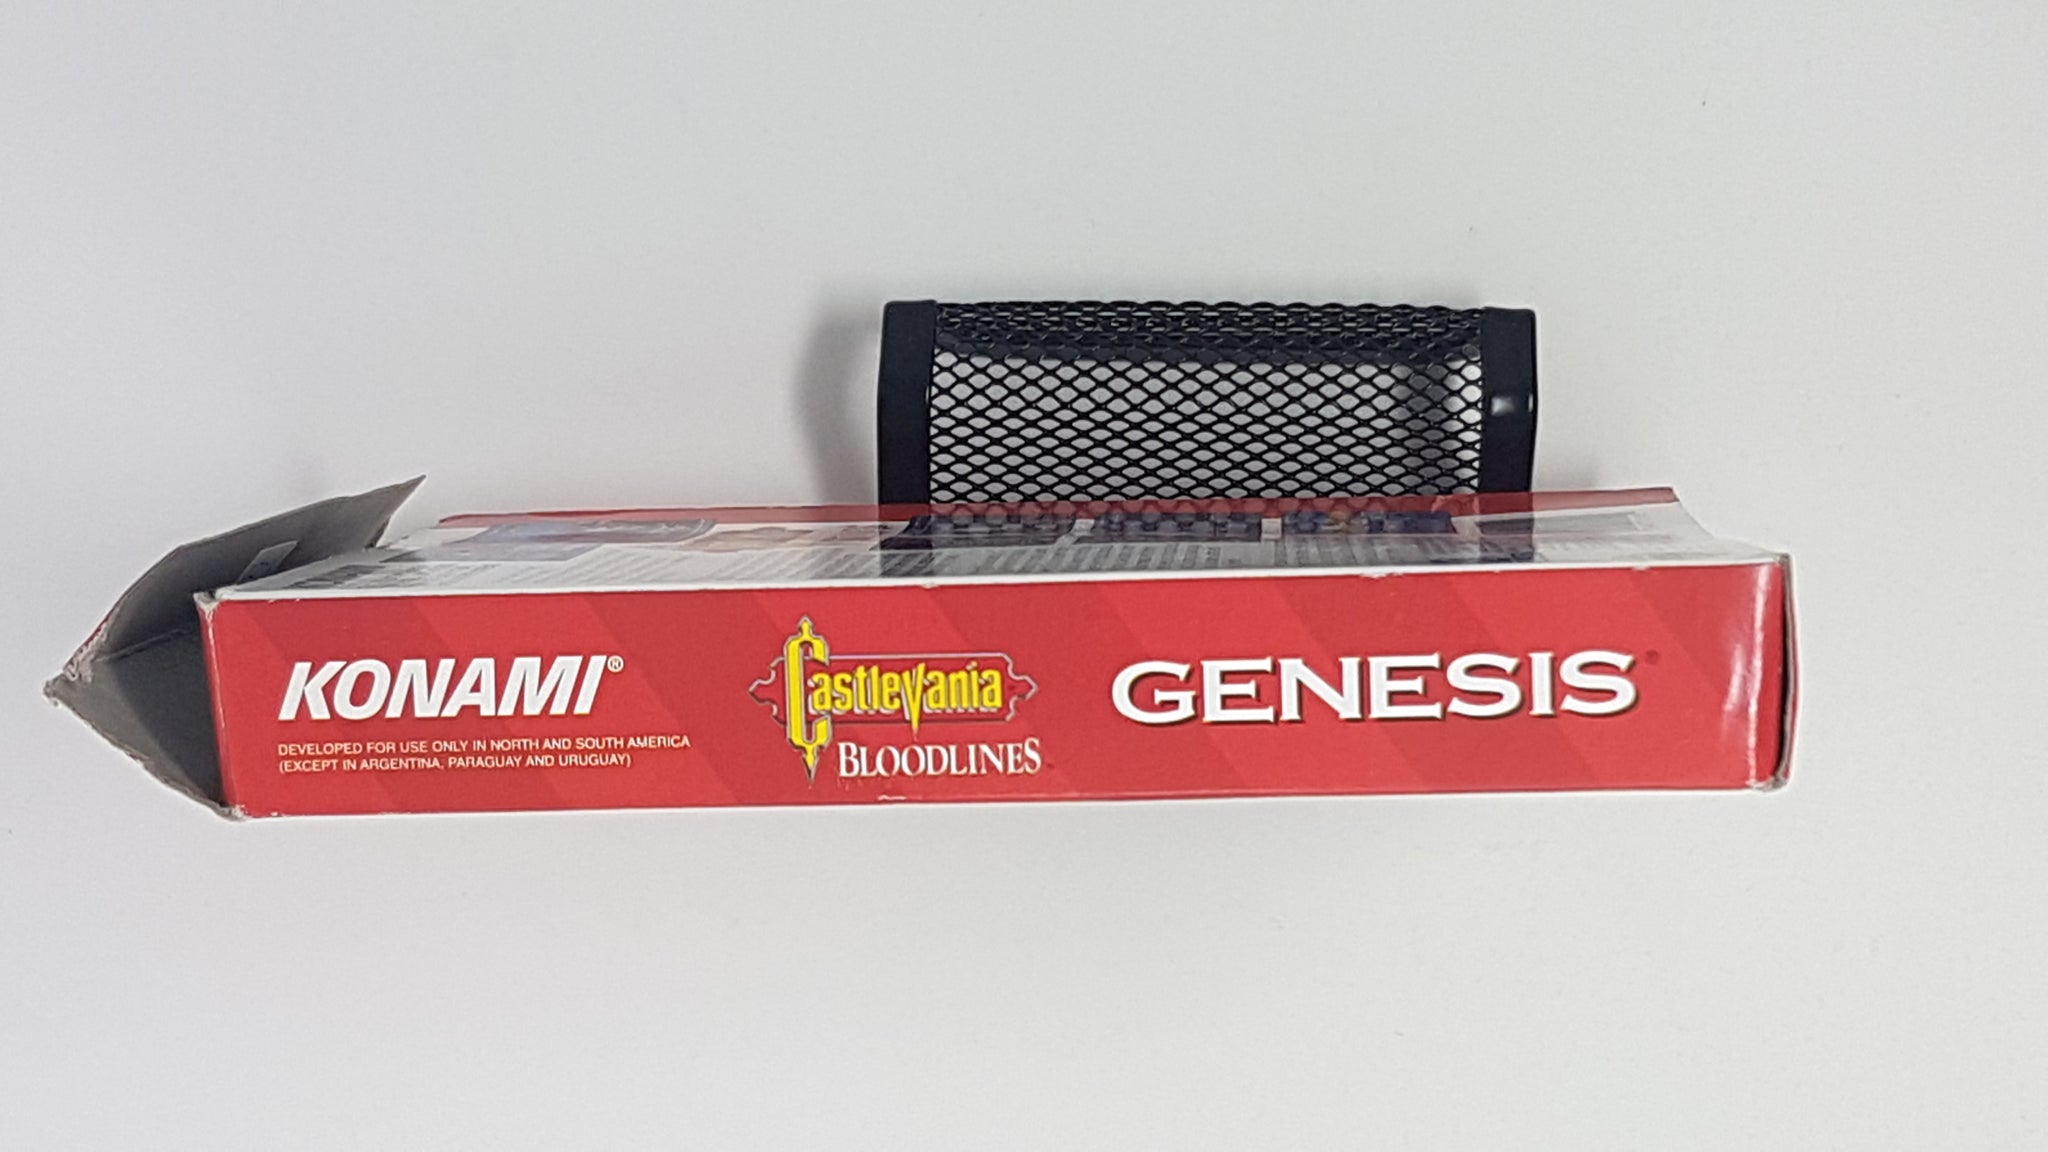 KONAMI®
DEVELOPED FOR USE ONLY IN NORTH AND SOUTH AMERICA
(EXCEPT IN ARGENTINA, PARAGUAY AND URUGUAY)
Castlevania
BLOODLINES
GENESIS